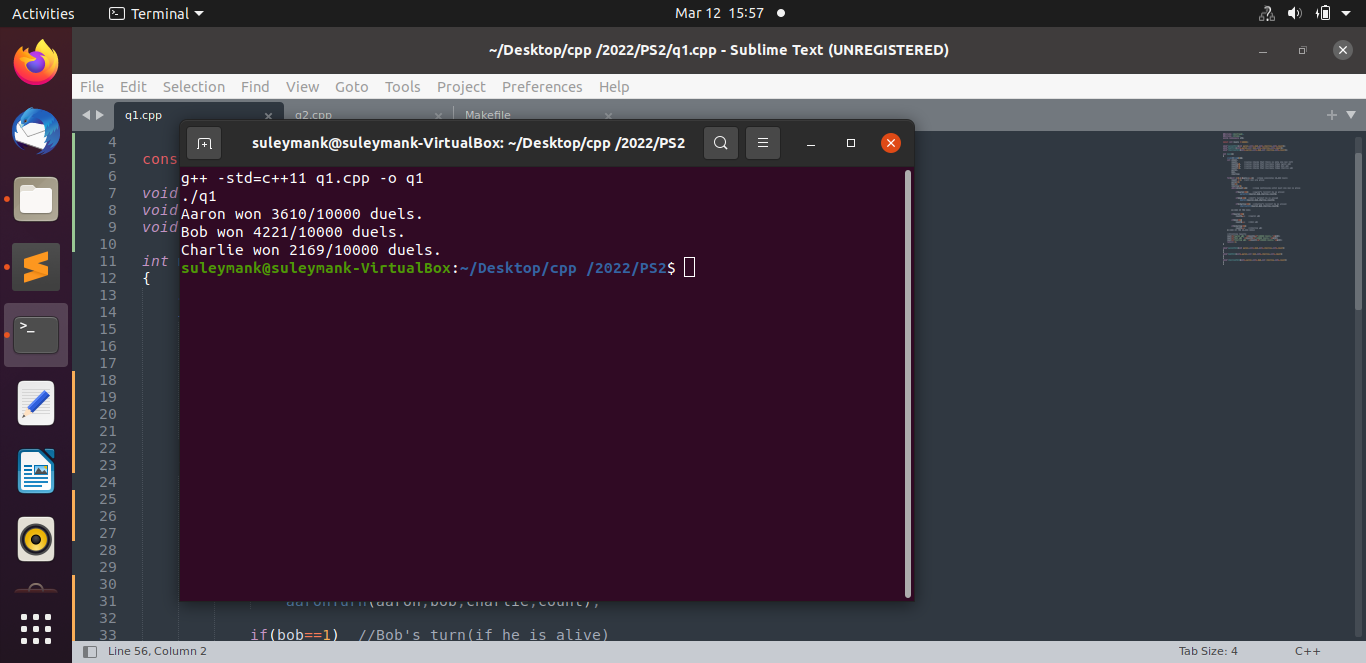 Activities
Terminal
Mar 12 15:57
~/Desktop/cpp /2022/PS2/q1.cpp - Sublime Text (UNREGISTERED)
File Edit Selection Find View Goto Tools Project Preferences Help
q1.cpp
q2.cpp
Makefile
suleymank@suleymank-VirtualBox: ~/Desktop/cpp /2022/PS2
g++ -std=c++11 q1.cpp -o q1
./q1
Aaron won 3610/10000 duels.
Bob won 4221/10000 duels.
Charlie won 2169/10000 duels.
suleymank@suleymank-VirtualBox:~/Desktop/cpp /2022/PS2$
4
5 cons
6
7 void
8 void
9 void
10
11 int
12 {
13
14
15
16
17
18
19
20
21
22
23
24
25
26
27
28
29
30
31 aaronTurn(aaron,bob,charlie,count);
32
33 if(bob==1) //Bob's turn(if he is alive)
Line 56, Column 2
Tab Size: 4
C++